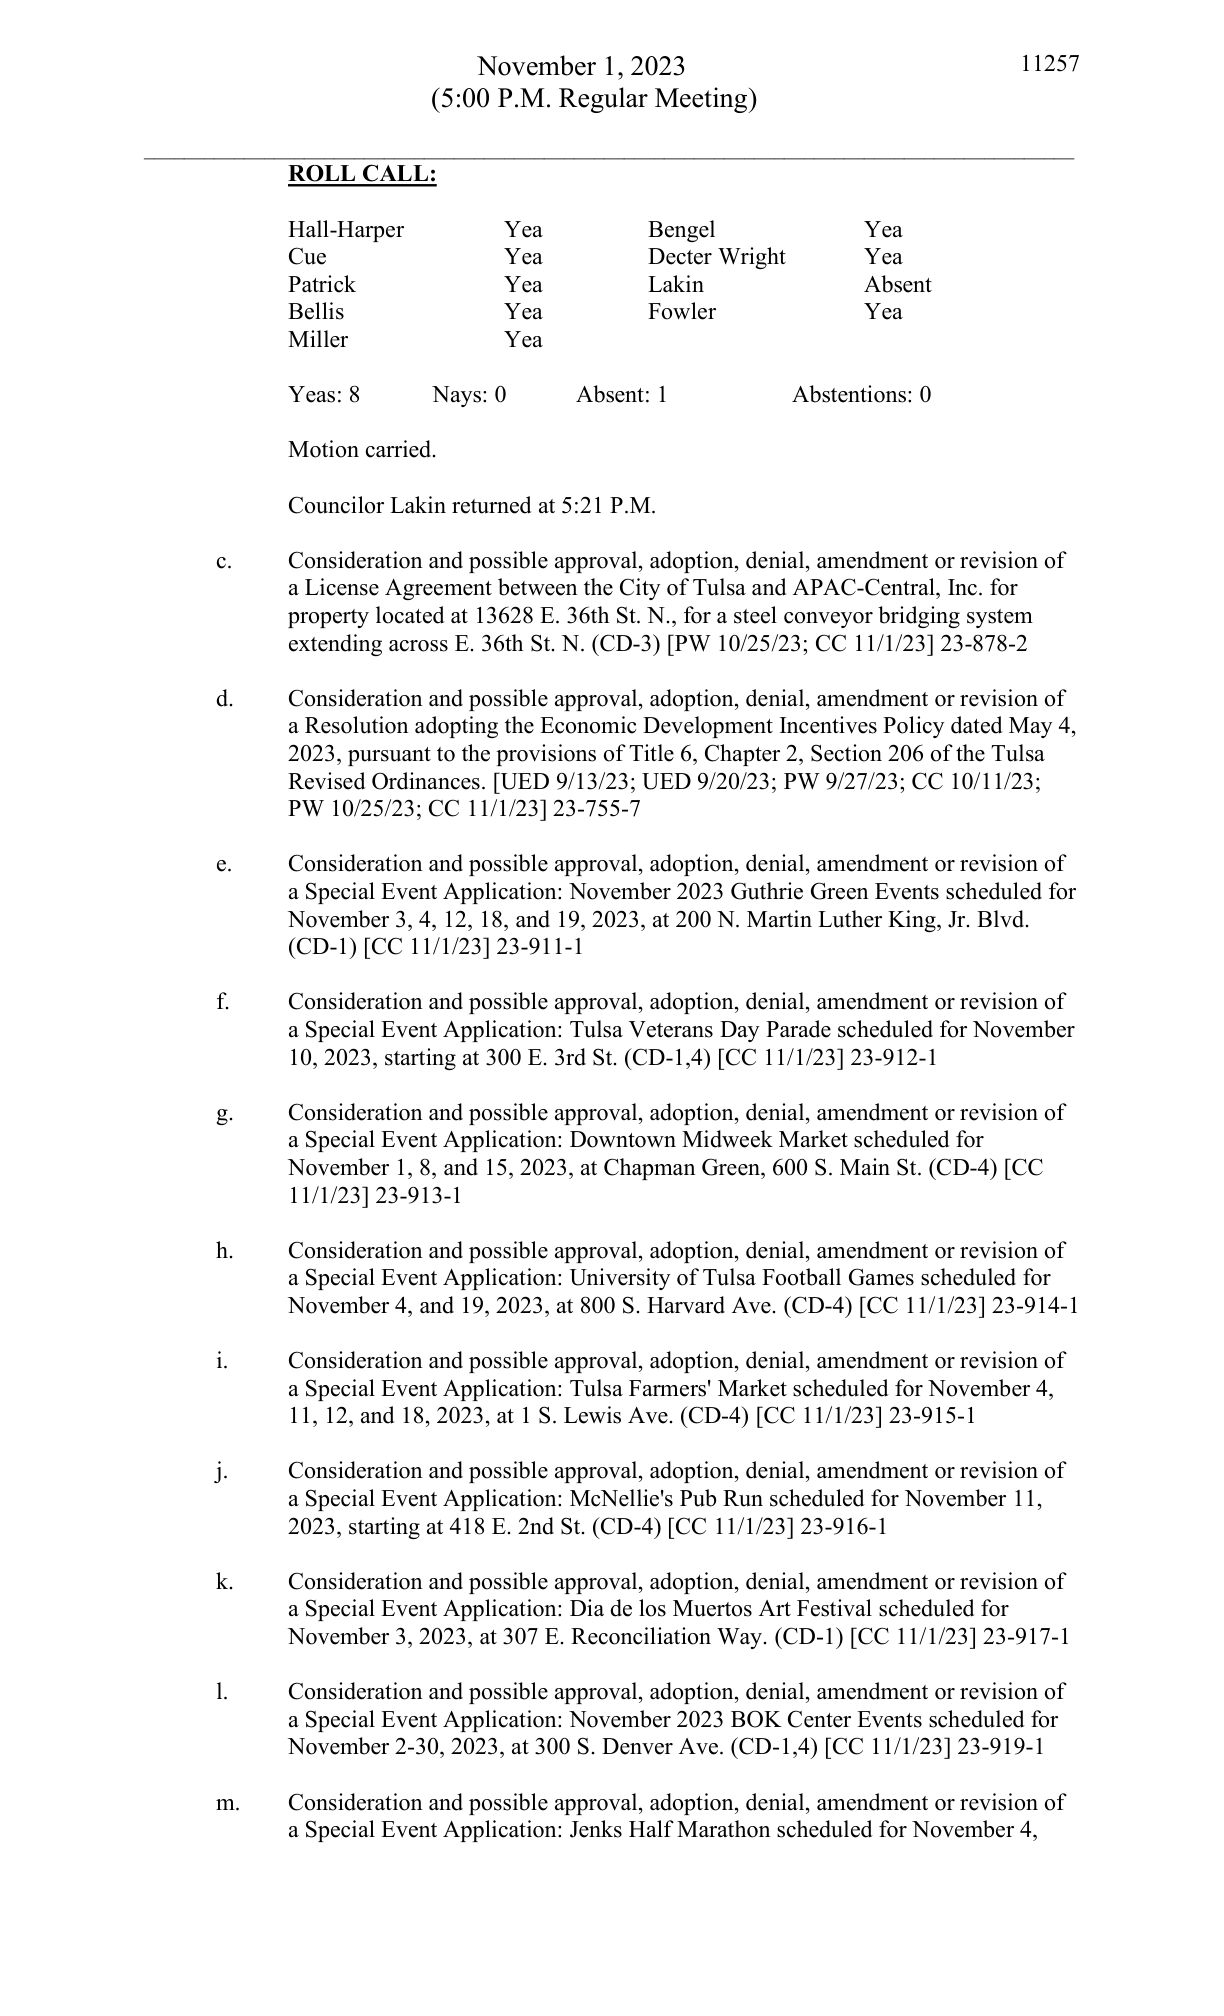 November 1, 2023
11257
(5:00 P.M. Regular Meeting)
ROLL CALL:
Hall-Harper Yea Bengel Yea
Cue Yea Decter Wright Yea
Patrick Yea Lakin Absent
Bellis Yea Fowler Yea
Miller Yea
Yeas: 8 Nays: 0 Absent: 1 Abstentions: 0
Motion carried.
Councilor Lakin returned at 5:21 P.M.
c. Consideration and possible approval, adoption, denial, amendment or revision of
a License Agreement between the City of Tulsa and APAC-Central, Inc. for
property located at 13628 E. 36th St. N., for a steel conveyor bridging system
extending across E. 36th St. N. (CD-3) [PW 10/25/23; CC 11/1/23] 23-878-2
d. Consideration and possible approval, adoption, denial, amendment or revision of
a Resolution adopting the Economic Development Incentives Policy dated May 4,
2023, pursuant to the provisions of Title 6, Chapter 2, Section 206 of the Tulsa
Revised Ordinances. [UED 9/13/23; UED 9/20/23; PW 9/27/23; CC 10/11/23;
PW 10/25/23; CC 11/1/23] 23-755-7
e. Consideration and possible approval, adoption, denial, amendment or revision of
a Special Event Application: November 2023 Guthrie Green Events scheduled for
November 3, 4, 12, 18, and 19, 2023, at 200 N. Martin Luther King, Jr. Blvd.
(CD-1) [CC 11/1/23] 23-911-1
f. Consideration and possible approval, adoption, denial, amendment or revision of
a Special Event Application: Tulsa Veterans Day Parade scheduled for November
10, 2023, starting at 300 E. 3rd St. (CD-1,4) [CC 11/1/23] 23-912-1
g. Consideration and possible approval, adoption, denial, amendment or revision of
a Special Event Application: Downtown Midweek Market scheduled for
November 1, 8, and 15, 2023, at Chapman Green, 600 S. Main St. (CD-4) [CC
11/1/23] 23-913-1
h. Consideration and possible approval, adoption, denial, amendment or revision of
a Special Event Application: University of Tulsa Football Games scheduled for
November 4, and 19, 2023, at 800 S. Harvard Ave. (CD-4) [CC 11/1/23] 23-914-1
i. Consideration and possible approval, adoption, denial, amendment or revision of
a Special Event Application: Tulsa Farmers' Market scheduled for November 4,
11, 12, and 18, 2023, at 1 S. Lewis Ave. (CD-4) [CC 11/1/23] 23-915-1
j. Consideration and possible approval, adoption, denial, amendment or revision of
a Special Event Application: McNellie's Pub Run scheduled for November 11,
2023, starting at 418 E. 2nd St. (CD-4) [CC 11/1/23] 23-916-1
k. Consideration and possible approval, adoption, denial, amendment or revision of
a Special Event Application: Dia de los Muertos Art Festival scheduled for
November 3, 2023, at 307 E. Reconciliation Way. (CD-1) [CC 11/1/23] 23-917-1
l. Consideration and possible approval, adoption, denial, amendment or revision of
a Special Event Application: November 2023 BOK Center Events scheduled for
November 2-30, 2023, at 300 S. Denver Ave. (CD-1,4) [CC 11/1/23] 23-919-1
m. Consideration and possible approval, adoption, denial, amendment or revision of
a Special Event Application: Jenks Half Marathon scheduled for November 4,